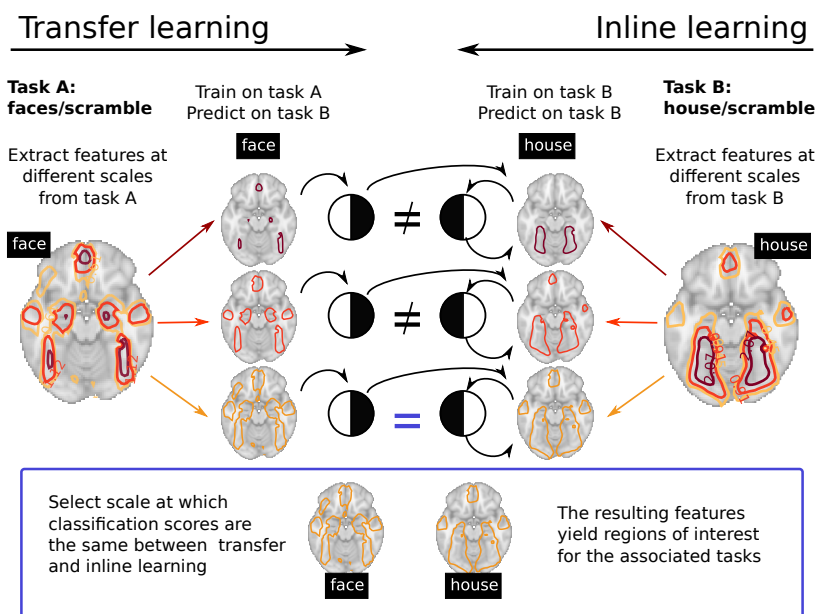 Transfer learning
Inline learning
Task A:
faces/scramble
Train on task A
Predict on task B
Train on task B
Predict on task B
Task B:
house/scramble
face
house
Extract features at
different scales
from task A
Extract features at
different scales
from task B
face
house
≠
≠
=
Select scale at which
classification scores are
the same between transfer
and inline learning
face
house
The resulting features
yield regions of interest
for the associated tasks